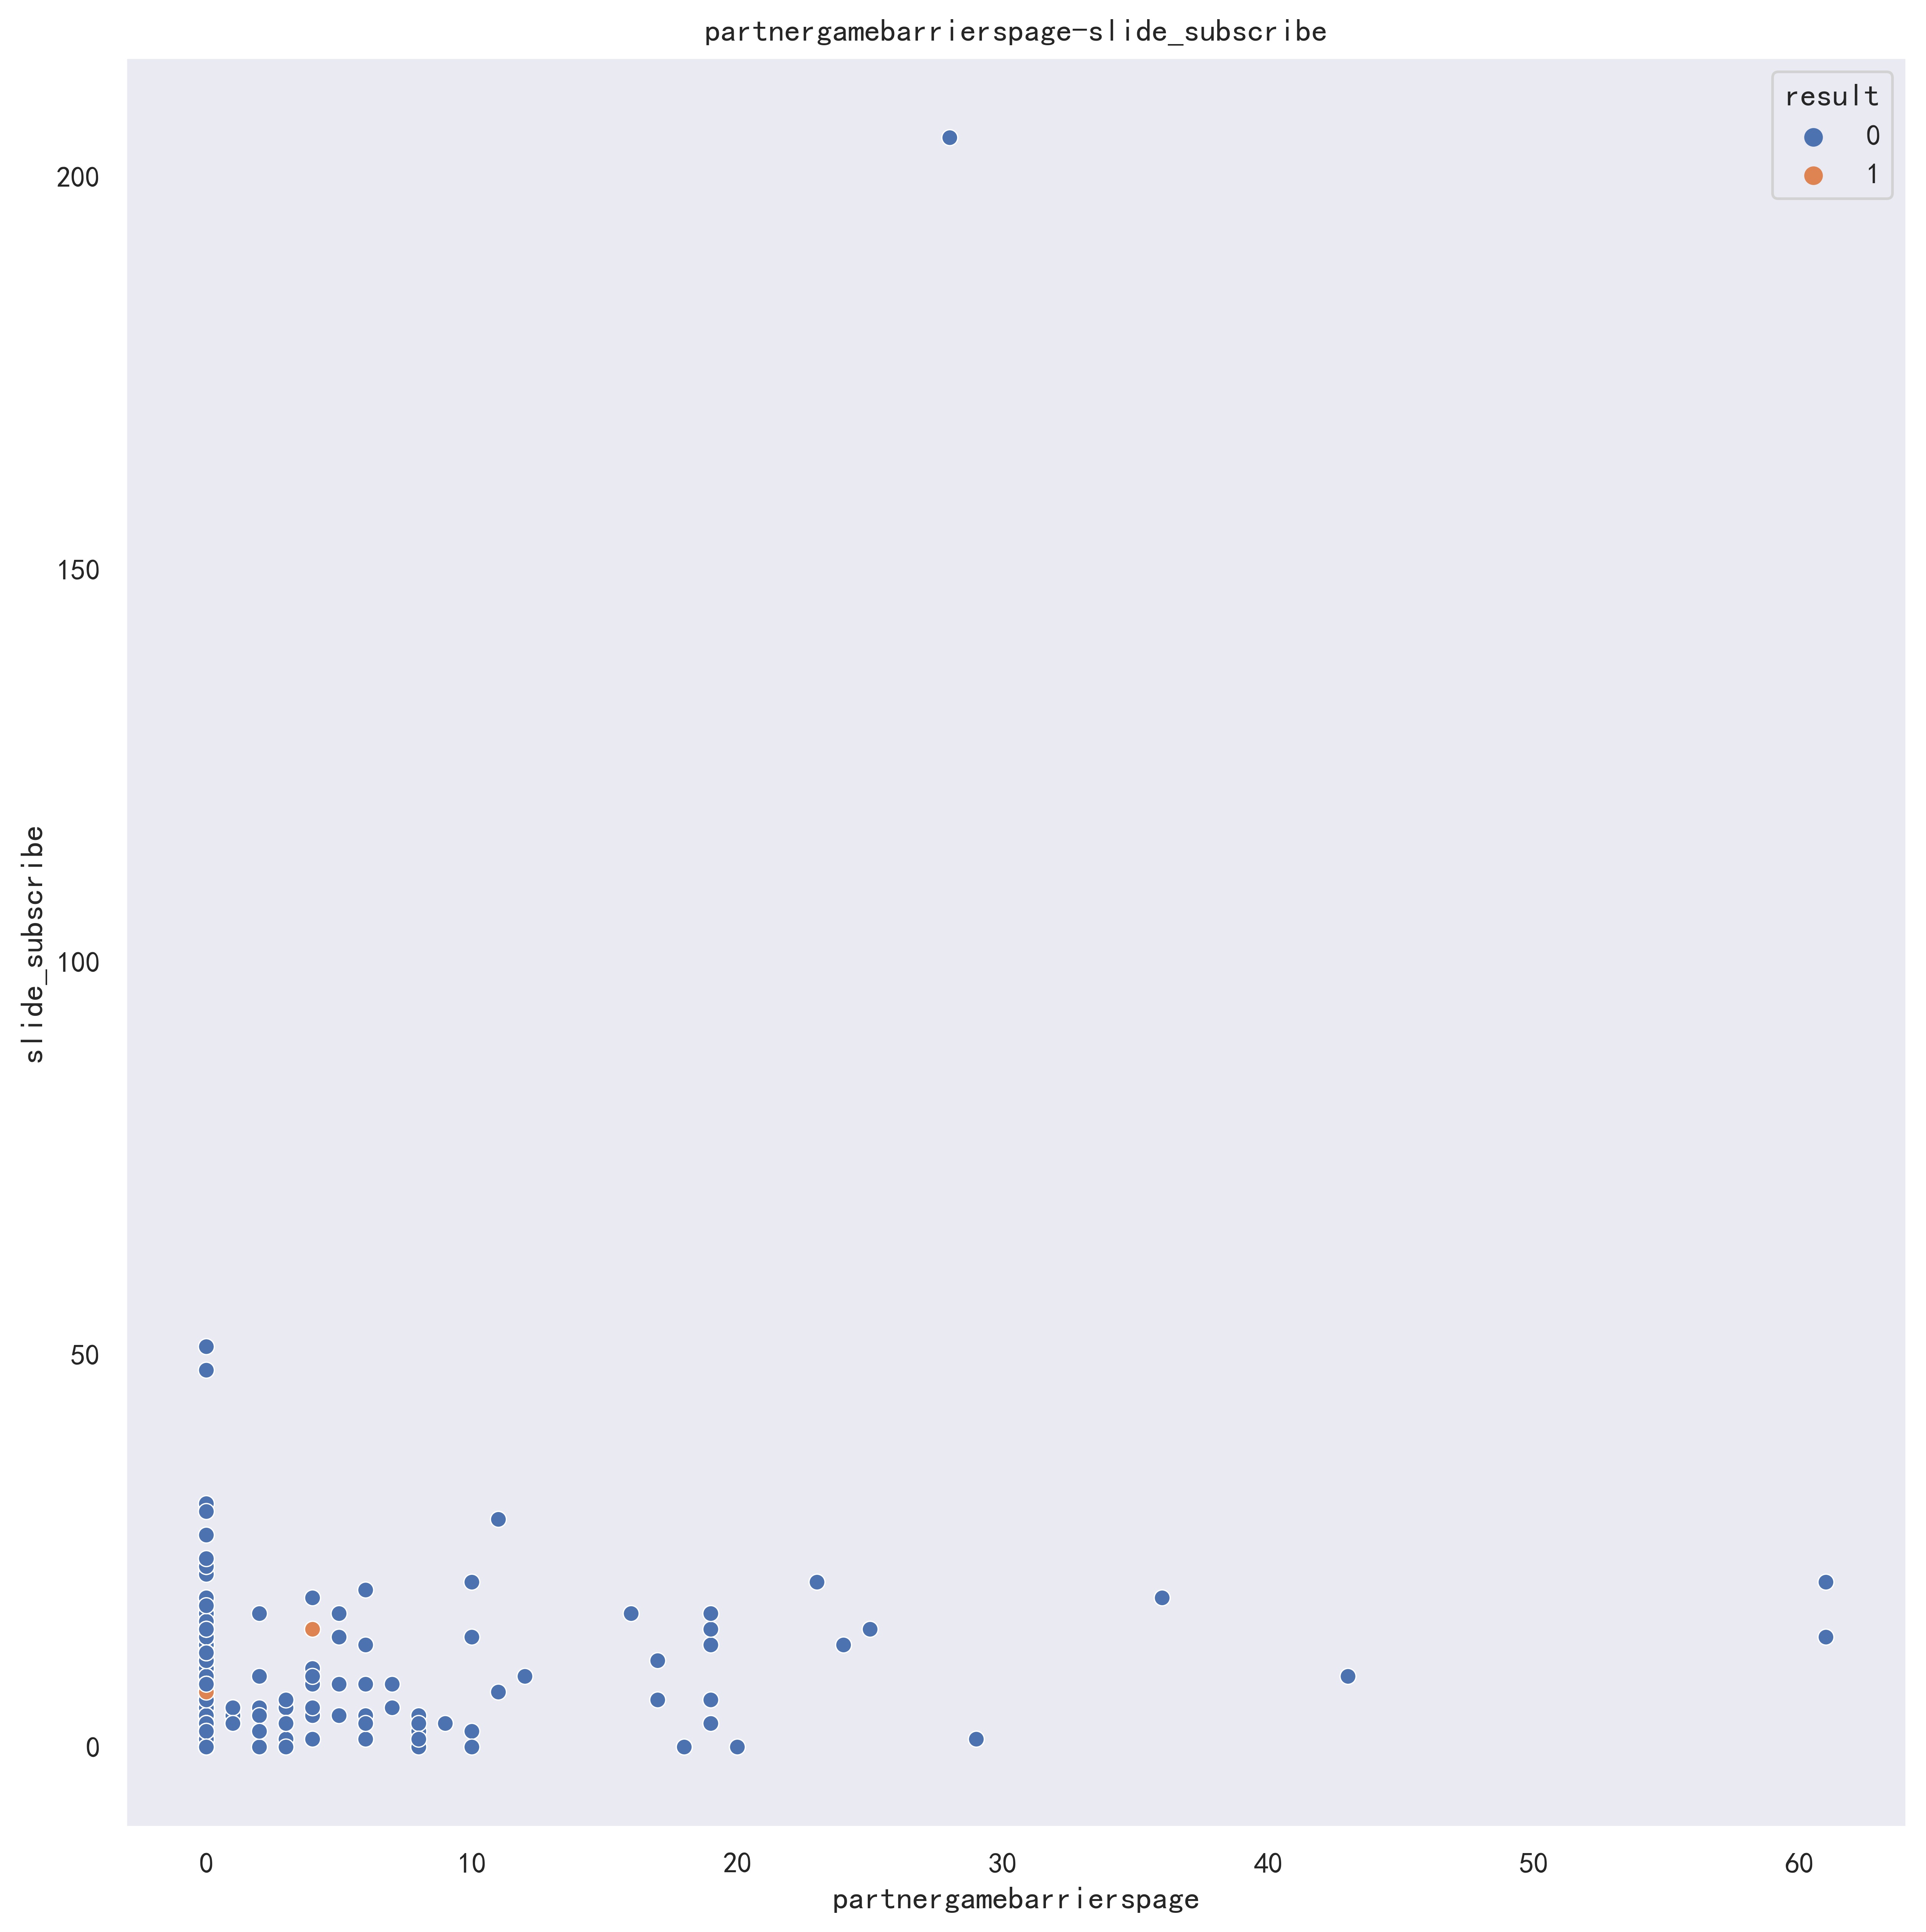 partnergamebarrierspage-slide_subscribe
result
0
1
200
150
100
50
0
slide_subscribe
0 10 20 30 40 50 60
partnergamebarrierspage